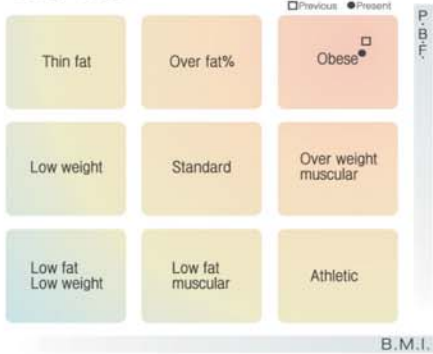 □Previous ●Present
P.B.F.
Thin fat
Over fat%
Obese
Low weight
Standard
Over weight
muscular
Low fat
Low weight
Low fat
muscular
Athletic
B.M.I.